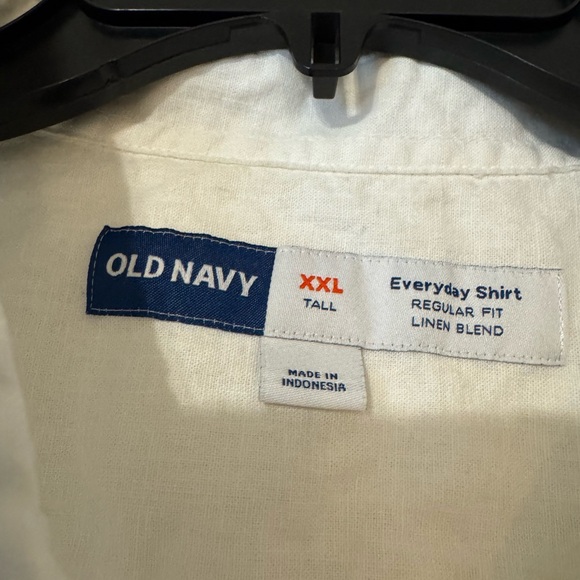 OLD NAVY
XXL
TALL
Everyday Shirt
REGULAR FIT
LINEN BLEND
MADE IN
INDONESIA